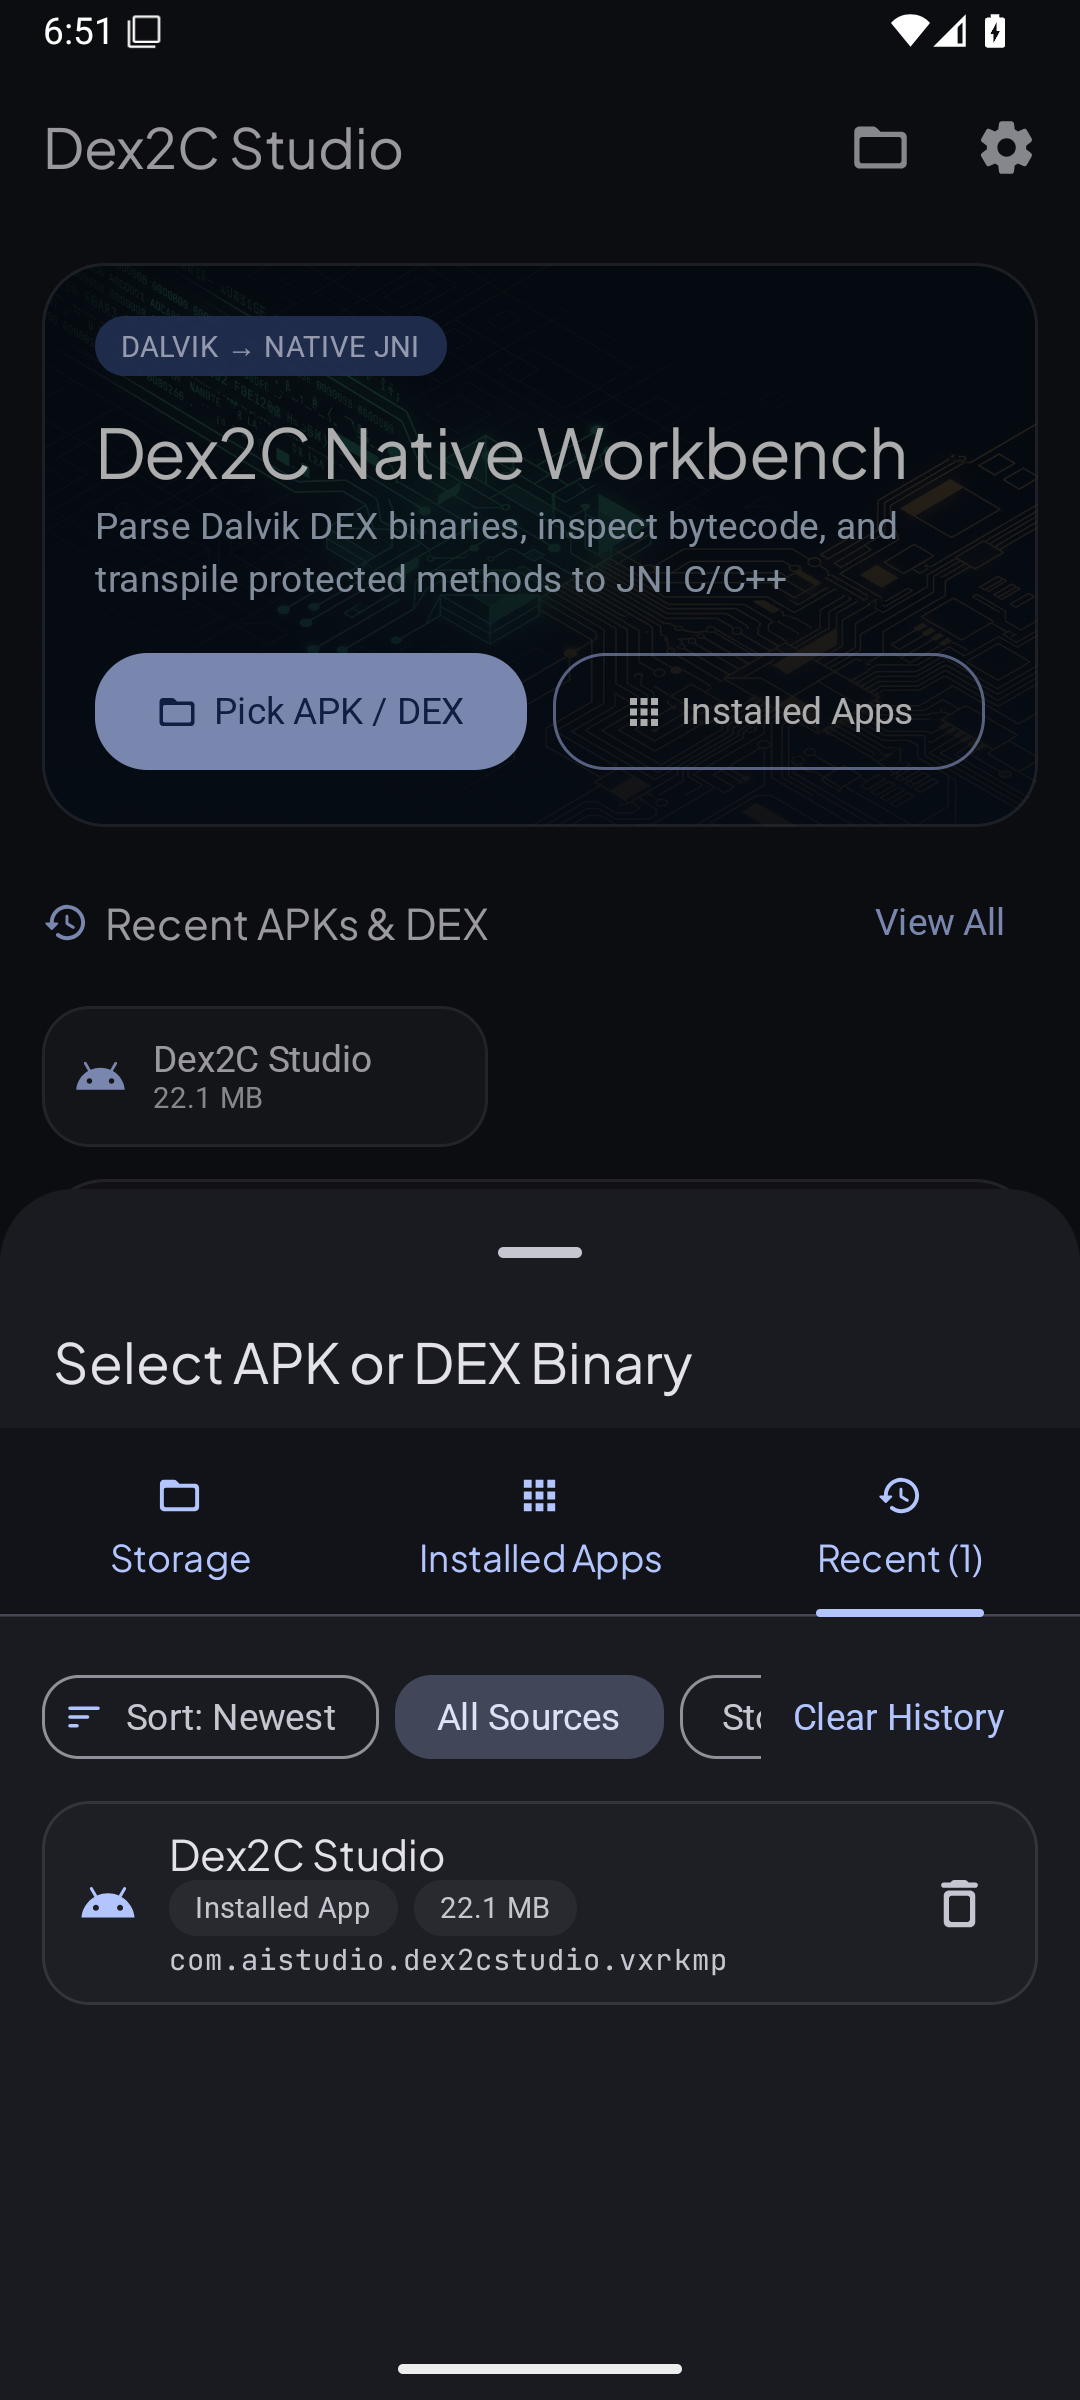 6:51
Dex2C Studio
DALVIK → NATIVE JNI
Dex2C Native Workbench
Parse Dalvik DEX binaries, inspect bytecode, and
transpile protected methods to JNI C/C++
Pick APK / DEX
Installed Apps
Recent APKs & DEX
View All
Dex2C Studio
22.1 MB
Select APK or DEX Binary
Storage
Installed Apps
Recent (1)
Sort: Newest
All Sources
Clear History
Dex2C Studio
Installed App
22.1 MB
com.aistudio.dex2cstudio.vxrkmp